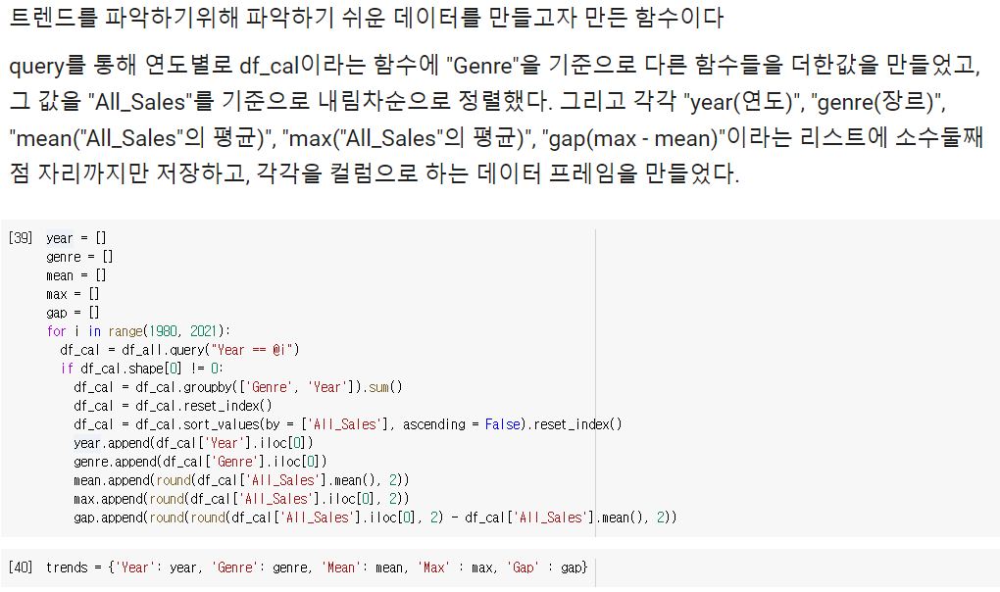 트렌드를 파악하기위해 파악하기 쉬운 데이터를 만들고자 만든 함수이다
query를 통해 연도별로 df_cal이라는 함수에 "Genre"을 기준으로 다른 함수들을 더한값을 만들었고,
그 값을 "All_Sales"를 기준으로 내림차순으로 정렬했다. 그리고 각각 "year(연도)", "genre(장르)",
"mean("All_Sales"의 평균)", "max("All_Sales"의 평균)", "gap(max - mean)"이라는 리스트에 소수둘째
점 자리까지만 저장하고, 각각을 컬럼으로 하는 데이터 프레임을 만들었다.
[39] year = []
genre = []
mean = []
max = []
gap = []
for i in range(1980, 2021):
df_cal = df_all.query("Year == @i")
if df_cal.shape[0] != 0:
df_cal = df_cal.groupby(['Genre', 'Year']).sum()
df_cal = df_cal.reset_index()
df_cal = df_cal.sort_values(by = ['All_Sales'], ascending = False).reset_index()
year.append(df_cal['Year'].iloc[0])
genre.append(df_cal['Genre'].iloc[0])
mean.append(round(df_cal['All_Sales'].mean(), 2))
max.append(round(df_cal['All_Sales'].iloc[0], 2))
gap.append(round(round(df_cal['All_Sales'].iloc[0], 2) - df_cal['All_Sales'].mean(), 2))
[40] trends = {'Year': year, 'Genre': genre, 'Mean': mean, 'Max' : max, 'Gap' : gap}